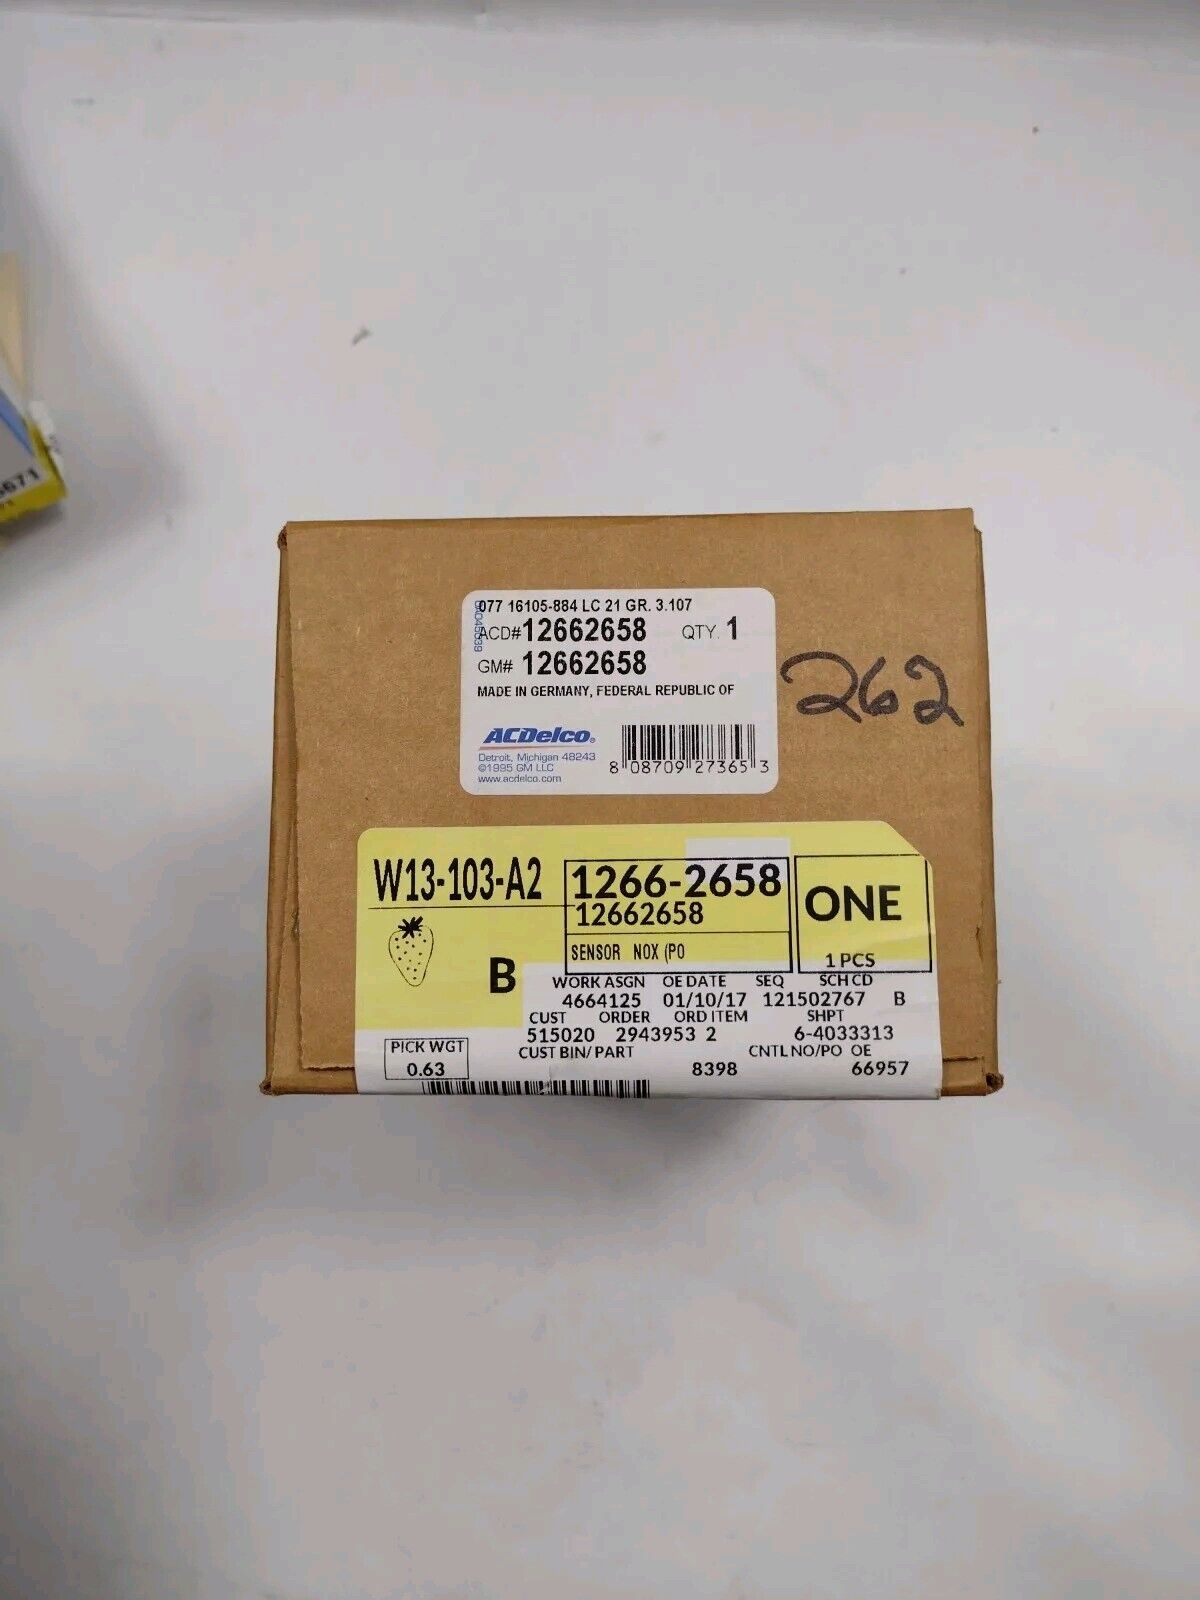 5671
71
077 16105-884 LC 21 GR. 3.107
ACD#12662658 QTY. 1
GM# 12662658
MADE IN GERMANY, FEDERAL REPUBLIC OF
ACDelco®
Detroit, Michigan 48243
©1995 GM LLC
www.acdelco.com
8 08709 27365 3
262
W13-103-A2
B
1266-2658
12662658
SENSOR NOX (PO
ONE
1 PCS
WORK ASGN OE DATE SEQ SCH CD
4664125 01/10/17 121502767 B
CUST ORDER ORD ITEM SHPT
515020 2943953 2 6-4033313
CUST BIN/PART CNTL NO/PO OE
8398 66957
PICK WGT
0.63